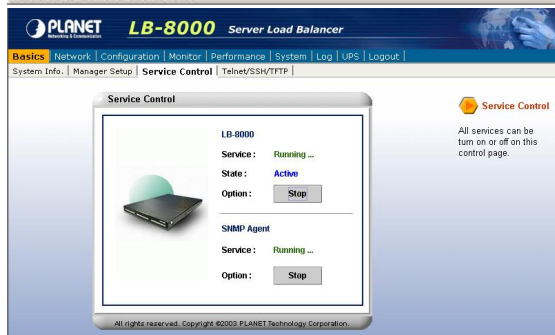 PLANET
Networking & Communication
LB-8000 Server Load Balancer
Basics | Network | Configuration | Monitor | Performance | System | Log | UPS | Logout |
System Info. | Manager Setup | Service Control | Telnet/SSH/TFTP |
Service Control
LB-8000
Service : Running ...
State : Active
Option : Stop
SNMP Agent
Service : Running ...
Option : Stop
All rights reserved. Copyright ©2003 PLANET Technology Corporation.
Service Control
All services can be
turn on or off on this
control page.